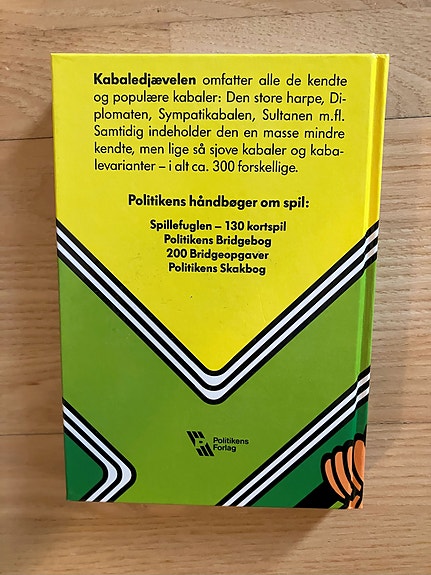 Kabaledjævelen omfatter alle de kendte
og populære kabaler: Den store harpe, Di-
plomaten, Sympatikabalen, Sultanen m.fl.
Samtidig indeholder den en masse mindre
kendte, men lige så sjove kabaler og kaba-
levarianter – i alt ca. 300 forskellige.
Politikens håndbøger om spil:
Spillefuglen – 130 kortspil
Politikens Bridgebog
200 Bridgeopgaver
Politikens Skakbog
Politikens
Forlag